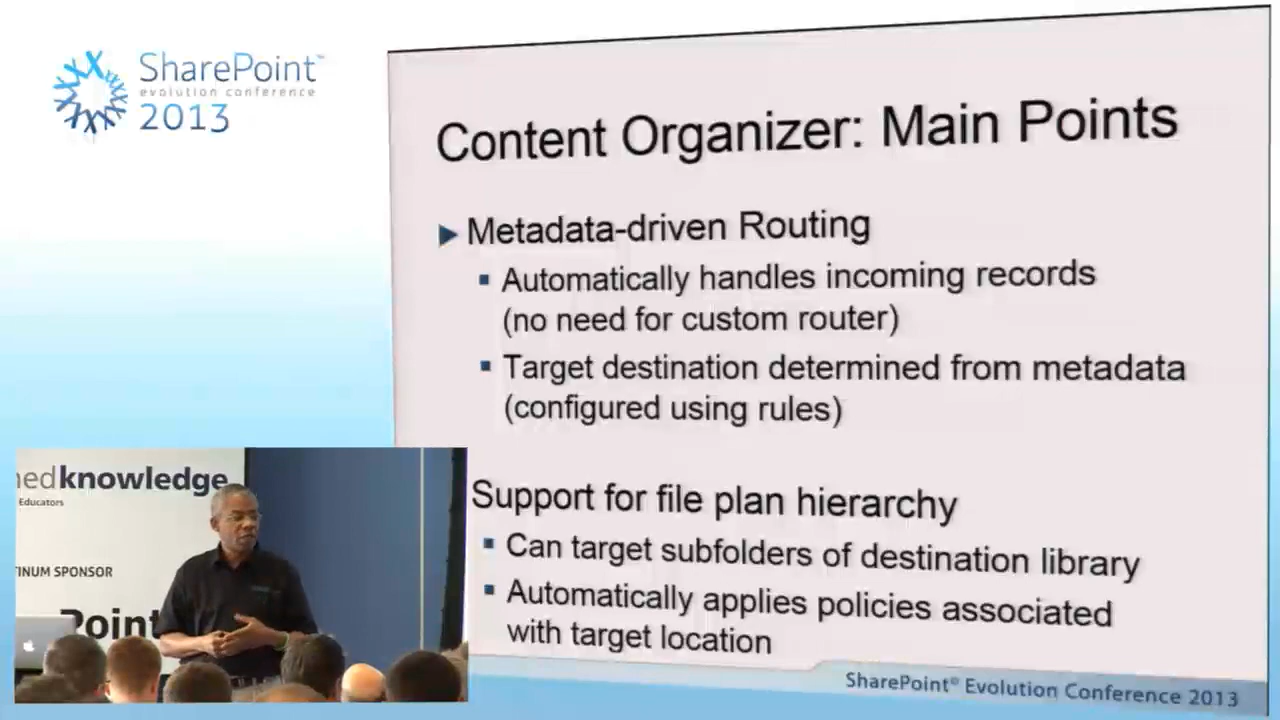 SharePoint™
evolution conference
2013
Content Organizer: Main Points
Metadata-driven Routing
Automatically handles incoming records
(no need for custom router)
Target destination determined from metadata
(configured using rules)
Support for file plan hierarchy
Can target subfolders of destination library
Automatically applies policies associated
with target location
nedknowledge
Educators
TINUM SPONSOR
Point
SharePoint® Evolution Conference 2013